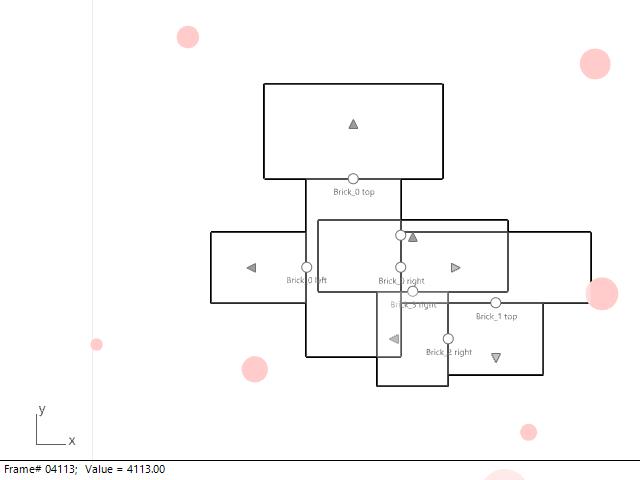 Brick_0 top
Brick_0 left
Brick_0 right
Brick_3 right
Brick_1 top
Brick_2 right
y
x
Frame# 04113;  Value = 4113.00